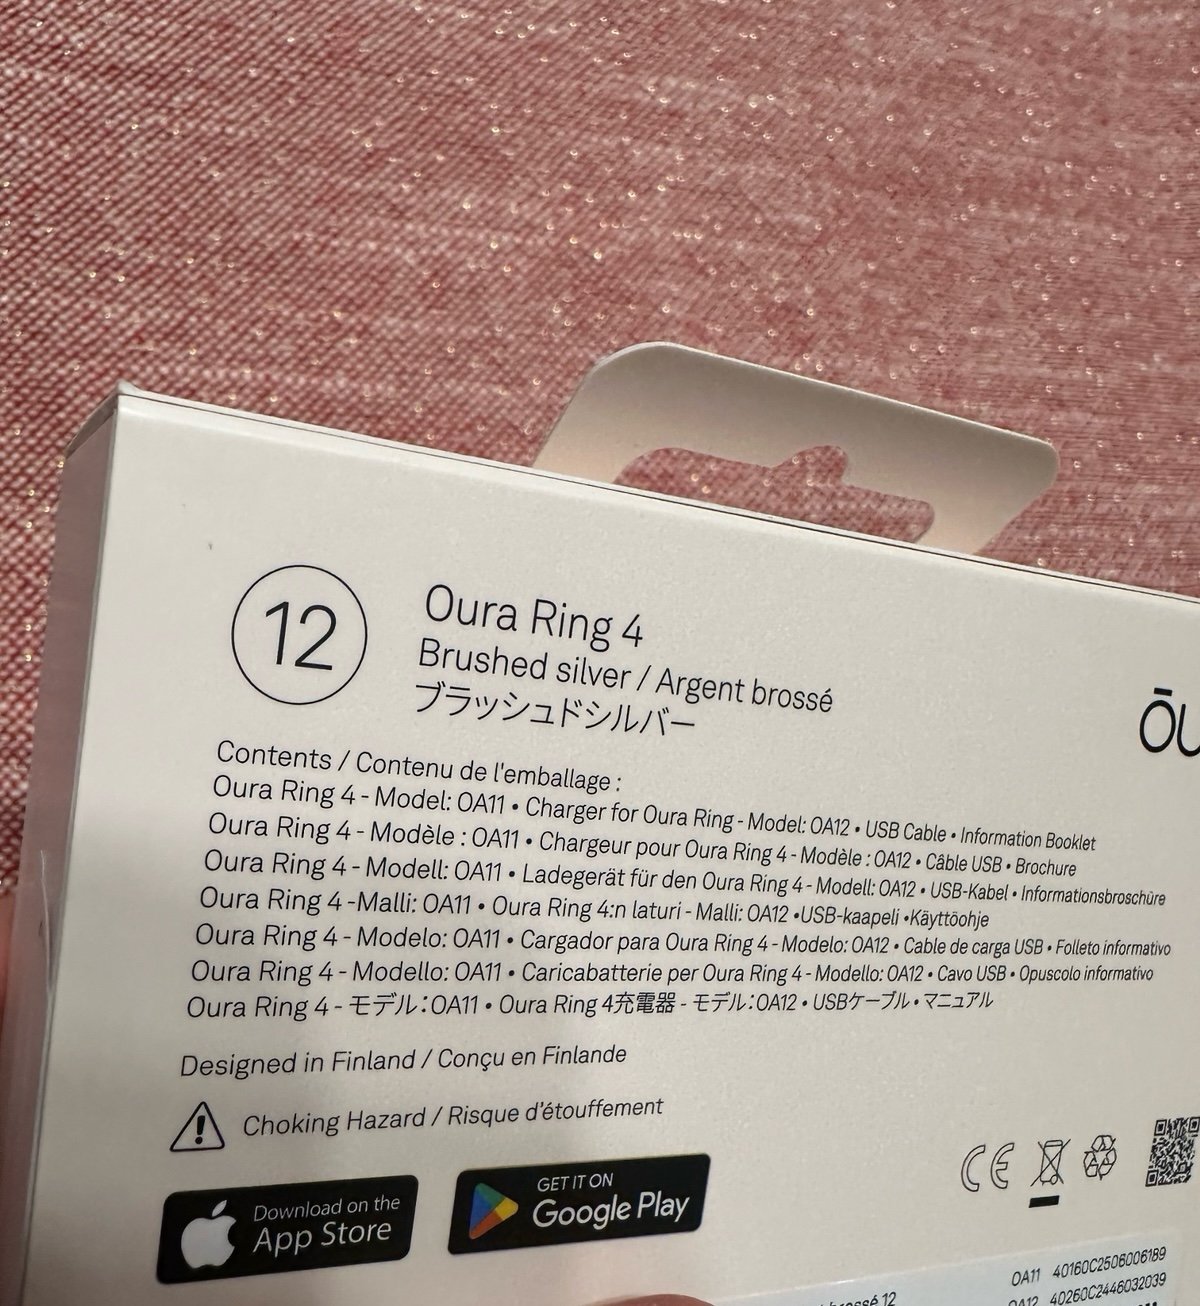 12
Oura Ring 4
Brushed silver / Argent brossé
ブラッシュドシルバー
Contents / Contenu de l'emballage :
Oura Ring 4 - Model: OA11 • Charger for Oura Ring - Model: OA12 • USB Cable • Information Booklet
Oura Ring 4 - Modèle : OA11 • Chargeur pour Oura Ring 4 - Modèle : OA12 • Câble USB • Brochure
Oura Ring 4 - Modell: OA11 • Ladegerät für den Oura Ring 4 - Modell: OA12 • USB-Kabel • Informationsbroschüre
Oura Ring 4 -Malli: OA11 • Oura Ring 4:n laturi - Malli: OA12 •USB-kaapeli •Käyttöohje
Oura Ring 4 - Modelo: OA11 • Cargador para Oura Ring 4 - Modelo: OA12 • Cable de carga USB • Folleto informativo
Oura Ring 4 - Modello: OA11 • Caricabatterie per Oura Ring 4 - Modello: OA12 • Cavo USB • Opuscolo informativo
Oura Ring 4 - モデル：OA11 • Oura Ring 4充電器 - モデル：OA12 • USBケーブル • マニュアル
Designed in Finland / Conçu en Finlande
Choking Hazard / Risque d'étouffement
Download on the
App Store
GET IT ON
Google Play
CE
OA11 40160C2506006189
OA12 40260C2446032039
12